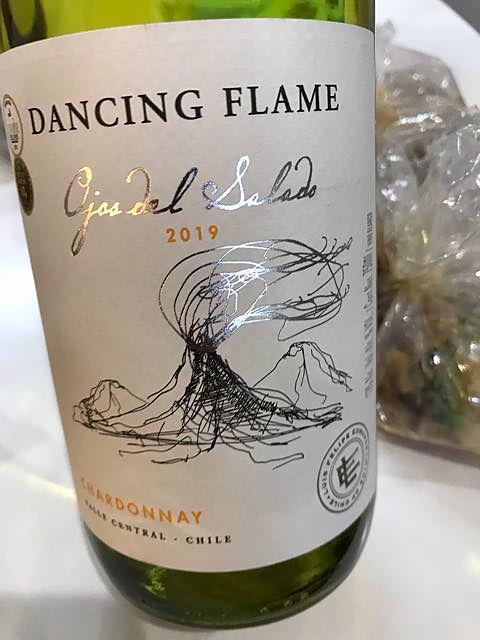 DANCING FLAME
Ojos del Salado
2019
CHARDONNAY
VALLE CENTRAL - CHILE